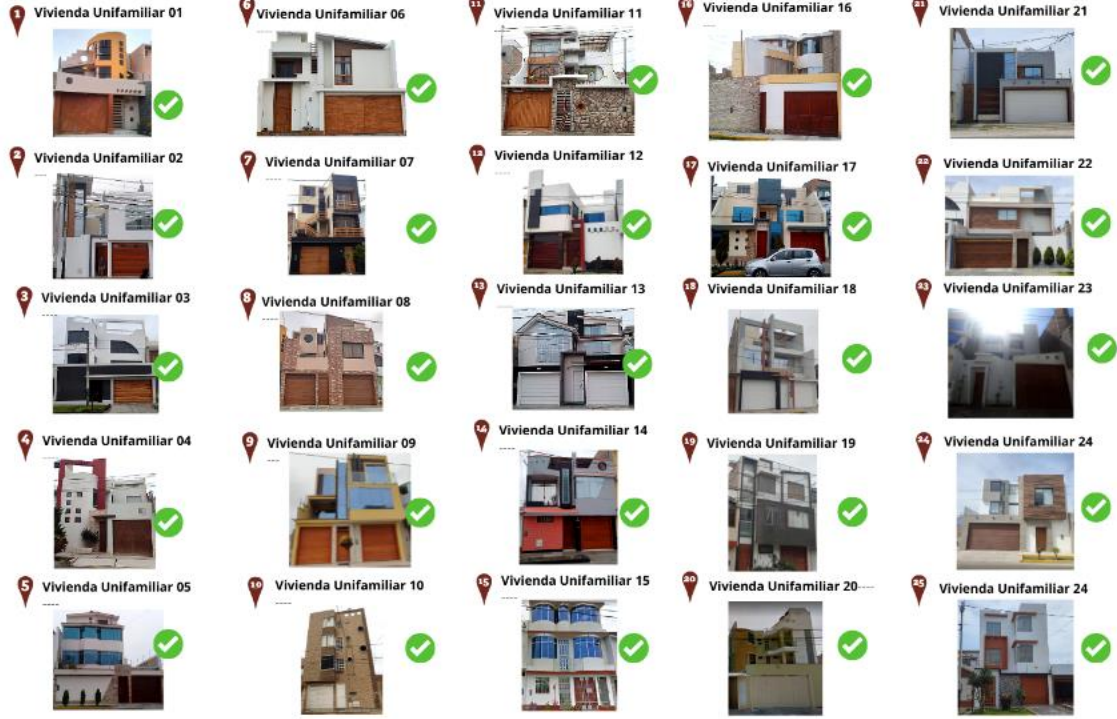 1 Vivienda Unifamiliar 01
2 Vivienda Unifamiliar 02
3 Vivienda Unifamiliar 03
4 Vivienda Unifamiliar 04
5 Vivienda Unifamiliar 05
6 Vivienda Unifamiliar 06
7 Vivienda Unifamiliar 07
8 Vivienda Unifamiliar 08
9 Vivienda Unifamiliar 09
10 Vivienda Unifamiliar 10
11 Vivienda Unifamiliar 11
12 Vivienda Unifamiliar 12
13 Vivienda Unifamiliar 13
14 Vivienda Unifamiliar 14
15 Vivienda Unifamiliar 15
16 Vivienda Unifamiliar 16
17 Vivienda Unifamiliar 17
18 Vivienda Unifamiliar 18
19 Vivienda Unifamiliar 19
20 Vivienda Unifamiliar 20
21 Vivienda Unifamiliar 21
22 Vivienda Unifamiliar 22
23 Vivienda Unifamiliar 23
24 Vivienda Unifamiliar 24
25 Vivienda Unifamiliar 24